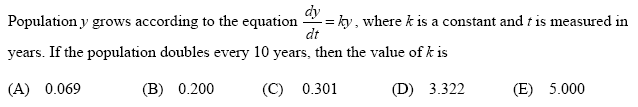 Population y grows according to the equation dy/dt = ky, where k is a constant and t is measured in
years. If the population doubles every 10 years, then the value of k is
(A) 0.069 (B) 0.200 (C) 0.301 (D) 3.322 (E) 5.000